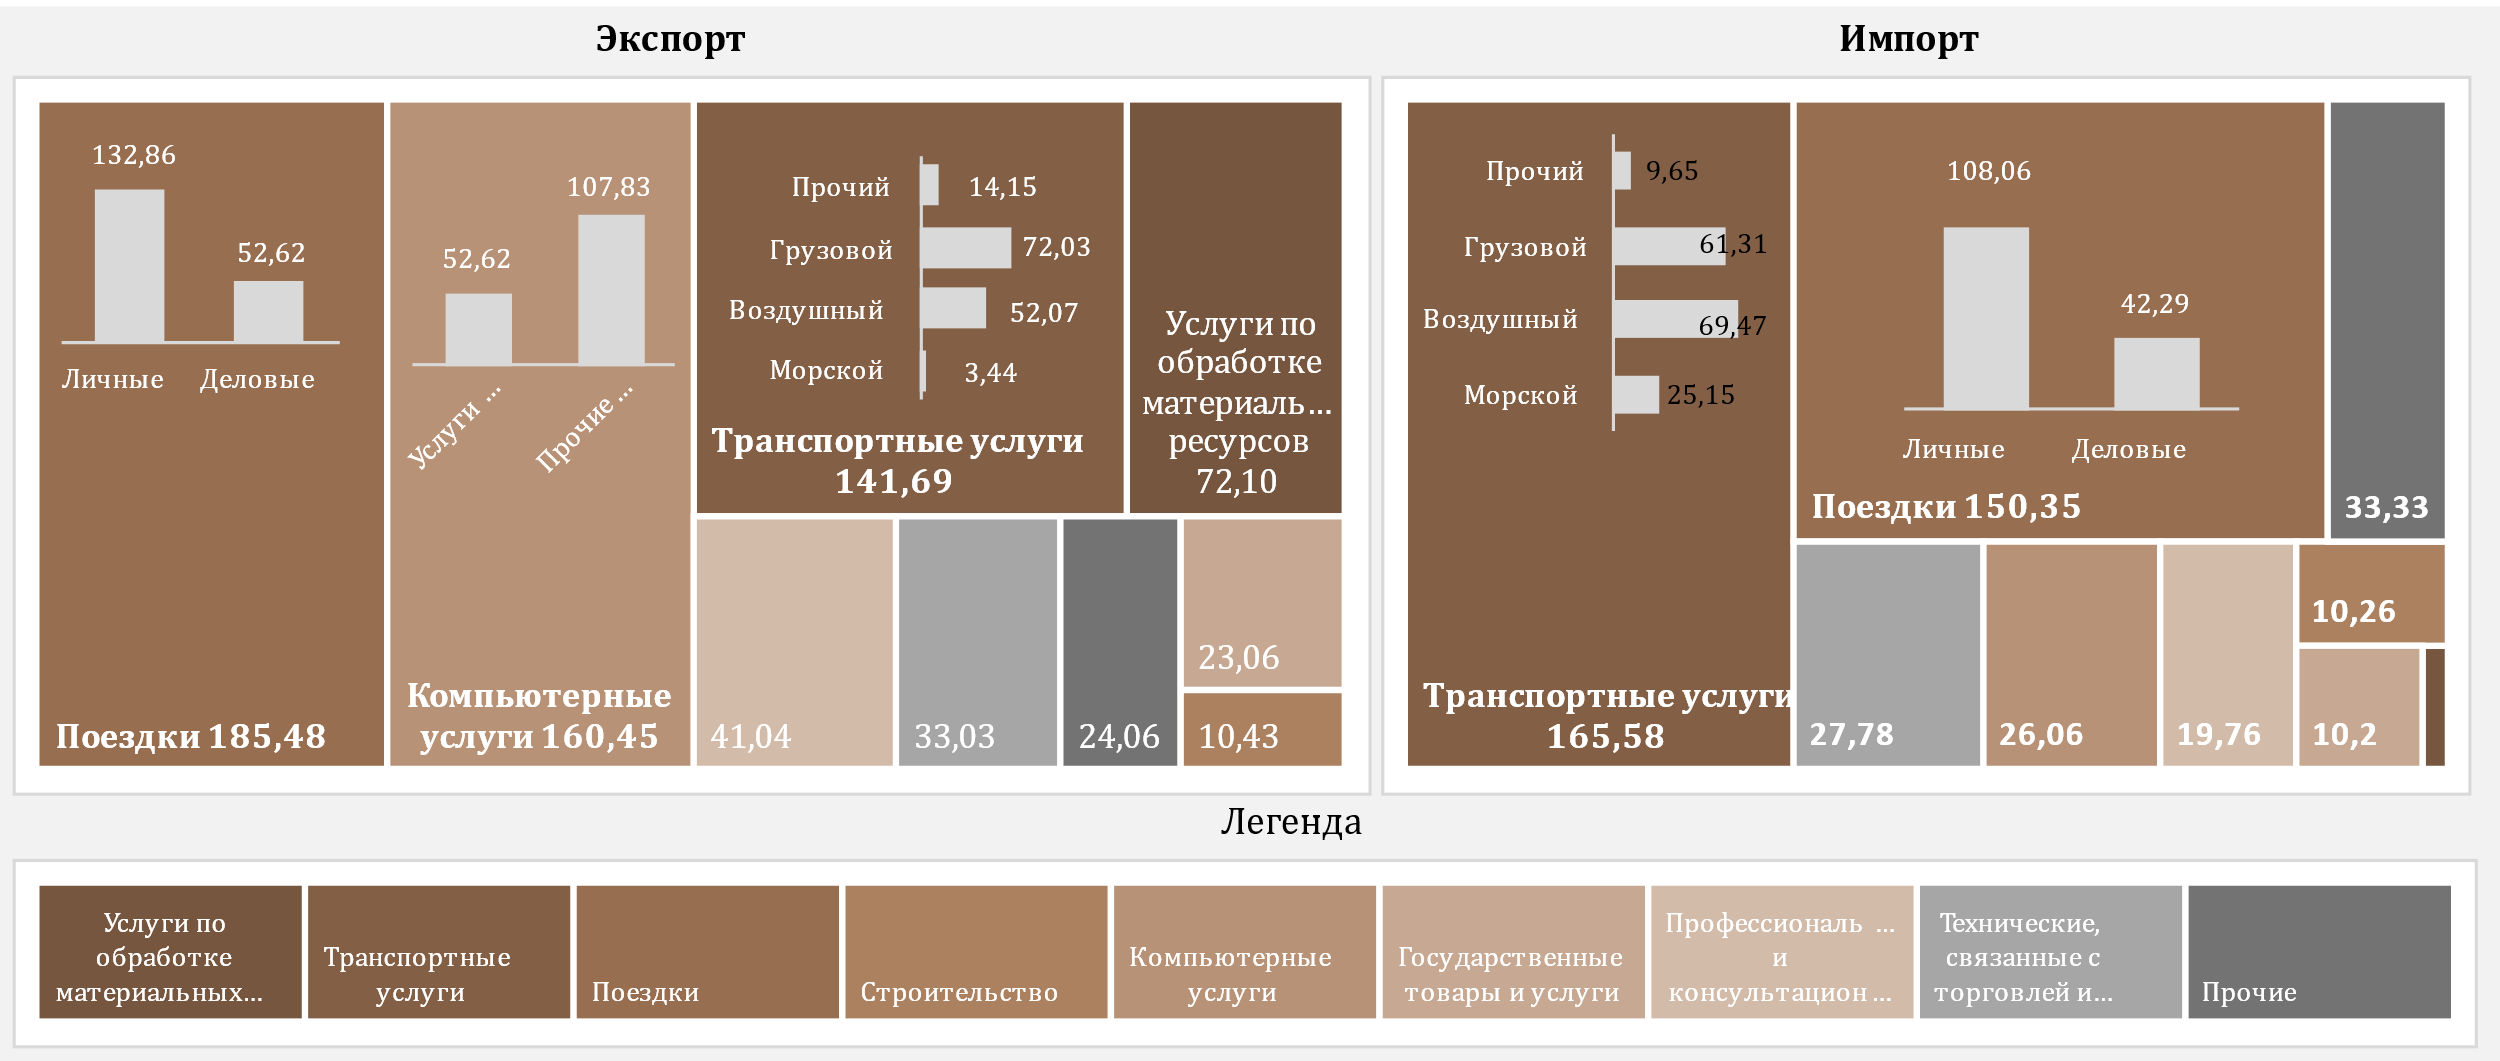 Экспорт
Импорт
132,86
52,62
Личные
Деловые
Поездки 185,48
107,83
52,62
Услуги ...
Прочие ...
Компьютерные
услуги 160,45
Прочий
14,15
Грузовой
72,03
Воздушный
52,07
Морской
3,44
Транспортные услуги
141,69
Услуги по
обработке
материаль...
ресурсов
72,10
41,04
33,03
24,06
23,06
10,43
Прочий
9,65
Грузовой
61,31
Воздушный
69,47
Морской
25,15
Транспортные услуги
165,58
108,06
42,29
Личные
Деловые
Поездки 150,35
33,33
27,78
26,06
19,76
10,26
10,2
Легенда
Услуги по
обработке
материальных...
Транспортные
услуги
Поездки
Строительство
Компьютерные
услуги
Государственные
товары и услуги
Профессиональ ...
и
консультацион ...
Технические,
связанные с
торговлей и...
Прочие